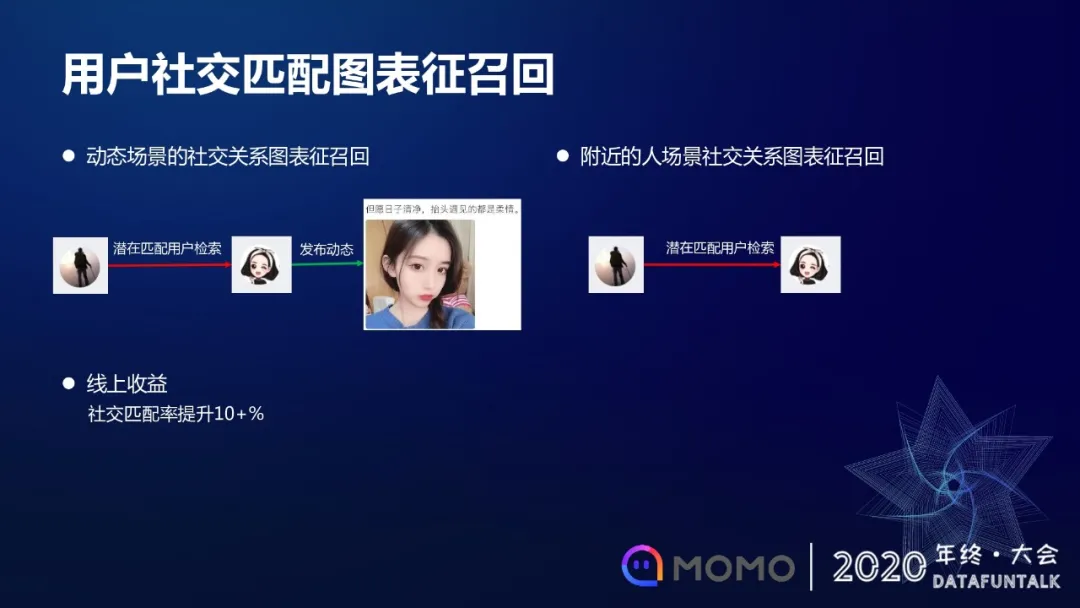 用户社交匹配图表征召回
● 动态场景的社交关系图表征召回
● 附近的人场景社交关系图表征召回
但愿日子清净，抬头遇见的都是柔情。
潜在匹配用户检索
发布动态
潜在匹配用户检索
● 线上收益
社交匹配率提升10+%
MOMO
2020
年终·大会
DATAFUNTALK